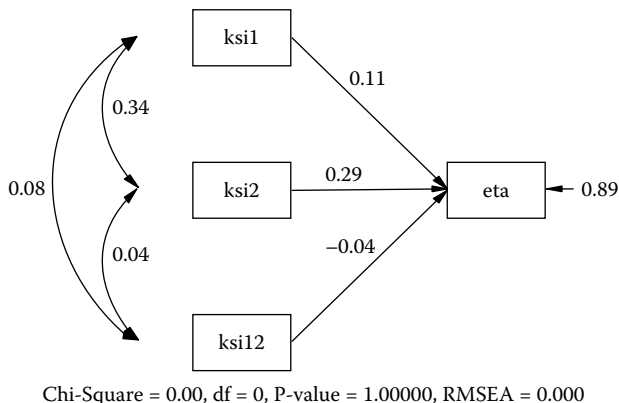 ksi1
0.11
0.34
0.08
ksi2
0.29
eta
0.89
0.04
−0.04
ksi12
Chi-Square = 0.00, df = 0, P-value = 1.00000, RMSEA = 0.000